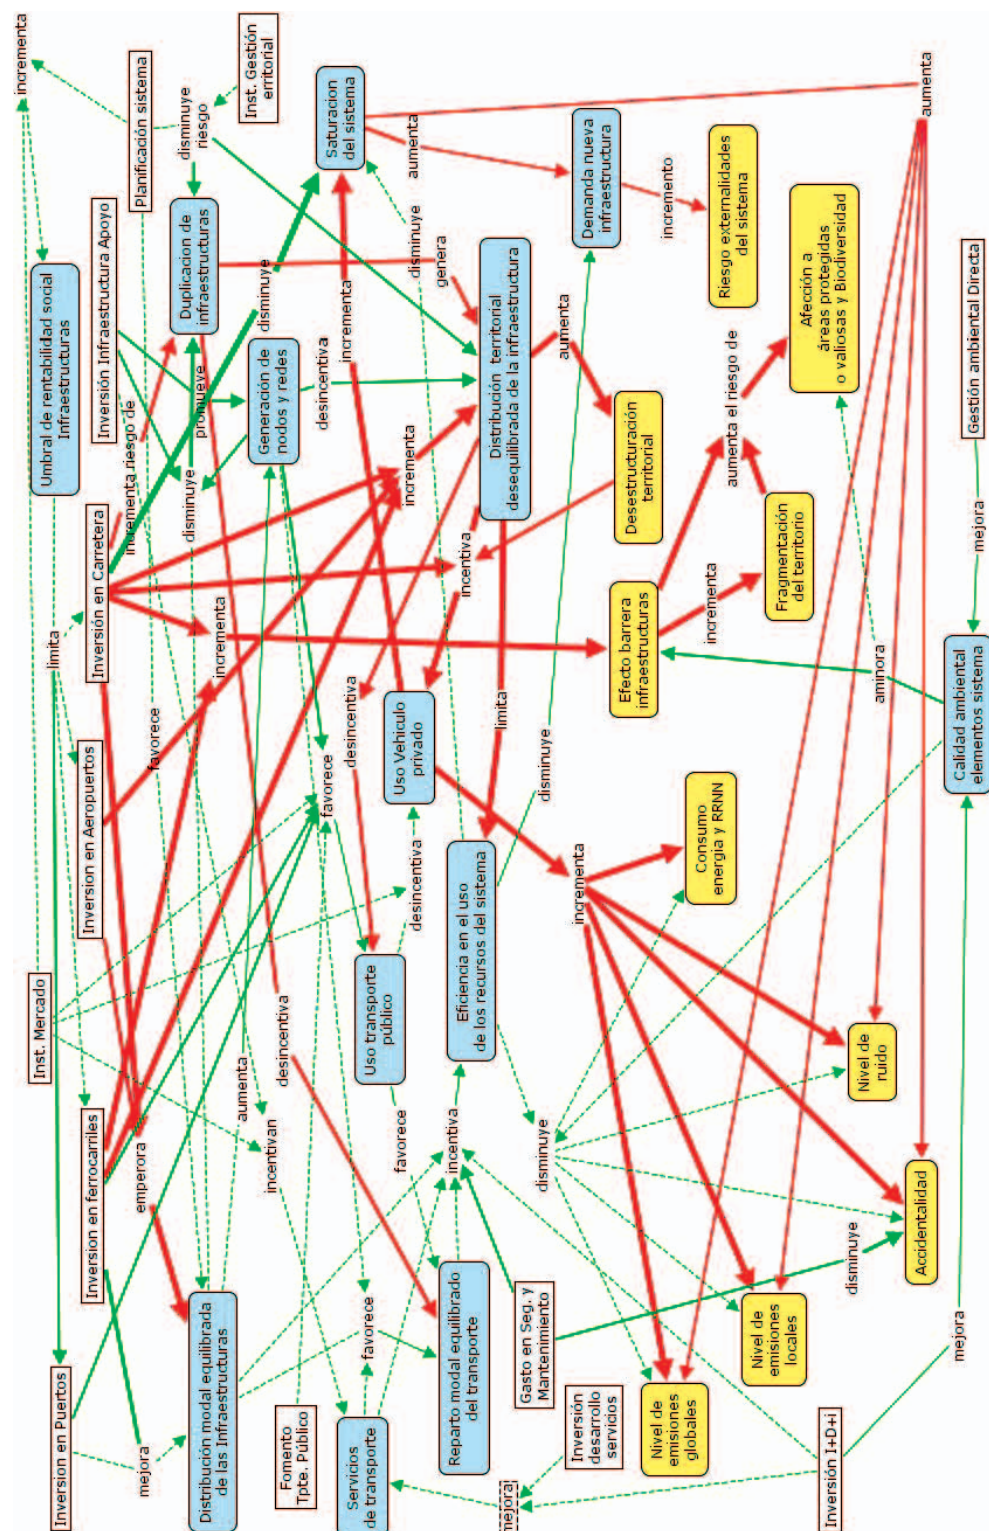 incrementa
Inst. Mercado
Inversion en Puertos
limita
Umbral de rentabilidad social
Infraestructuras
Inversion en ferrocarriles
Inversion en Aeropuertos
Inversión en Carretera
Inversión Infraestructura Apoyo
Planificación sistema
mejora
emperora
favorece
incrementa riesgo de
Distribución modal equilibrada
de las Infraestructuras
disminuye
promueve
Duplicacion de
infraestructuras
disminuye
riesgo
incrementa
aumenta
Inst. Gestión
erritorial
Generación de
nodos y redes
disminuye
incentivan
desincentiva
Fomento
Tpte. Público
favorece
desincentiva
incrementa
Saturacion
del sistema
Servicios
de transporte
favorece
desincentiva
favorece
Uso transporte
público
Uso Vehiculo
privado
incrementa
disminuye
aumenta
desincentiva
genera
Reparto modal equilibrado
del transporte
incentiva
Eficiencia en el uso
de los recursos del sistema
incentiva
Distribución territorial
desequilibrada de la infraestructura
mejora
Gasto en Seg. y
Mantenimiento
disminuye
limita
disminuye
aumenta
Inversión
desarrollo
servicios
incrementa
Demanda nueva
infraestructura
Nivel de
emisiones
globales
Efecto barrera
infraestructuras
Desestructuración
territorial
incremento
Consumo
energia y RRNN
incrementa
Riesgo externalidades
del sistema
Nivel de
emisiones
locales
aumenta el riesgo de
Fragmentación
del territorio
Afección a
áreas protegidas
o valiosas y Biodiversidad
Inversión I+D+i
disminuye
Nivel de
ruido
aminora
Accidentalidad
aumenta
mejora
Calidad ambiental
elementos sistema
mejora
Gestión ambiental Directa